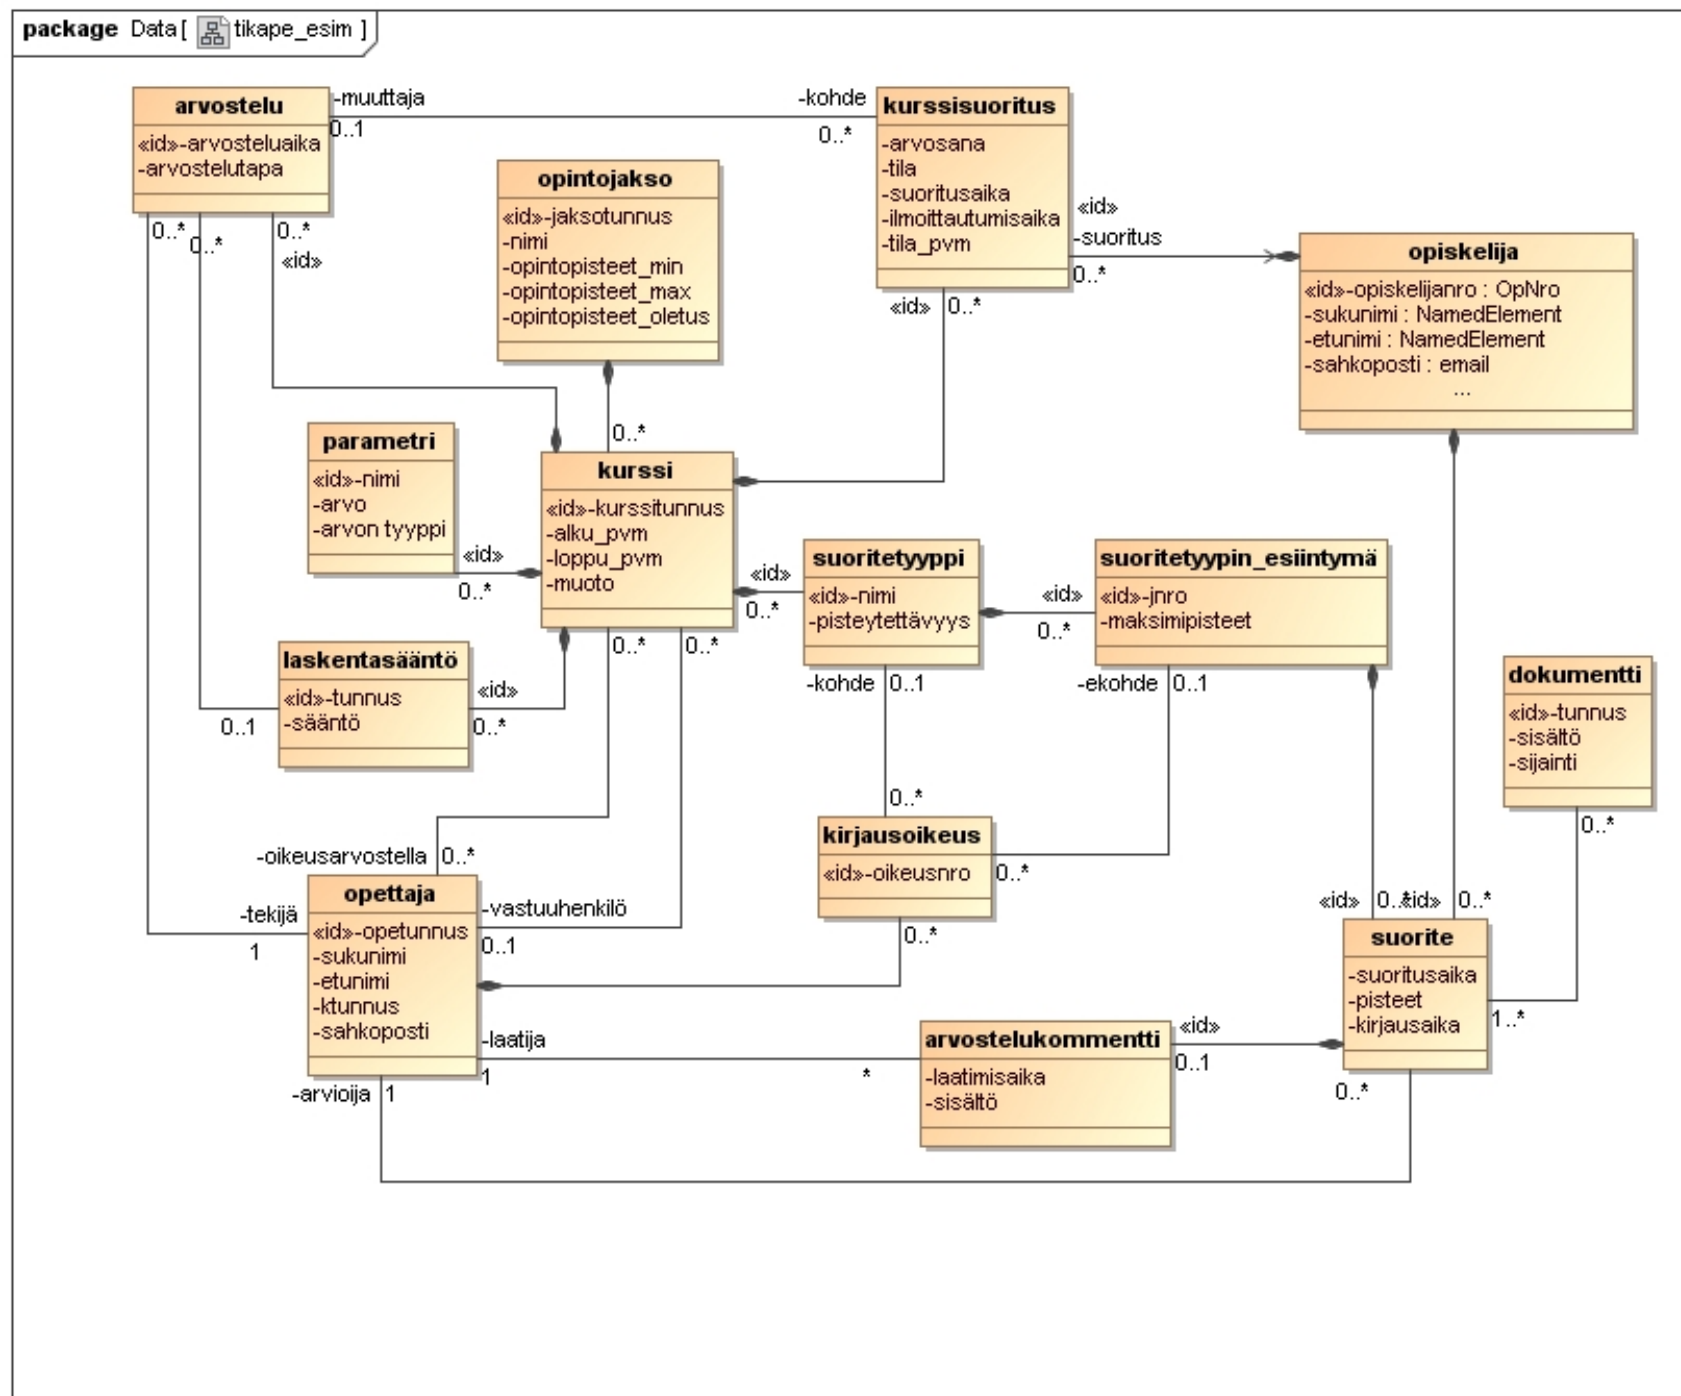 package Data [ tikape_esim ]
arvostelu
«id»-arvosteluaika
-arvostelutapa
-muuttaja
0..1
-kohde
0..*
kurssisuoritus
-arvosana
-tila
-suoritusaika
-ilmoittautumisaika
-tila_pvm
opintojakso
«id»-jaksotunnus
-nimi
-opintopisteet_min
-opintopisteet_max
-opintopisteet_oletus
0..*
0..*
0..*
«id»
«id»
-suoritus
0..*
opiskelija
«id»-opiskelijanro : OpNro
-sukunimi : NamedElement
-etunimi : NamedElement
-sahkoposti : email
...
«id»
0..*
0..*
parametri
«id»-nimi
-arvo
-arvon tyyppi
«id»
0..*
kurssi
«id»-kurssitunnus
-alku_pvm
-loppu_pvm
-muoto
«id»
0..*
suoritetyyppi
«id»-nimi
-pisteytettävyys
«id»
0..*
suoritetyypin_esiintymä
«id»-jnro
-maksimipisteet
0..*
0..*
laskentasääntö
«id»-tunnus
-sääntö
«id»
0..*
0..1
-kohde
0..1
-ekohde
0..1
dokumentti
«id»-tunnus
-sisältö
-sijainti
0..*
0..*
kirjausoikeus
«id»-oikeusnro
0..*
0..*
-oikeusarvostella
0..*
opettaja
«id»-opetunnus
-sukunimi
-etunimi
-ktunnus
-sahkoposti
-tekijä
1
-vastuuhenkilö
0..1
«id»
0..*
«id»
0..*
suorite
-suoritusaika
-pisteet
-kirjausaika
1..*
-laatija
1
*
arvostelukommentti
-laatimisaika
-sisältö
«id»
0..1
0..*
-arvioija
1